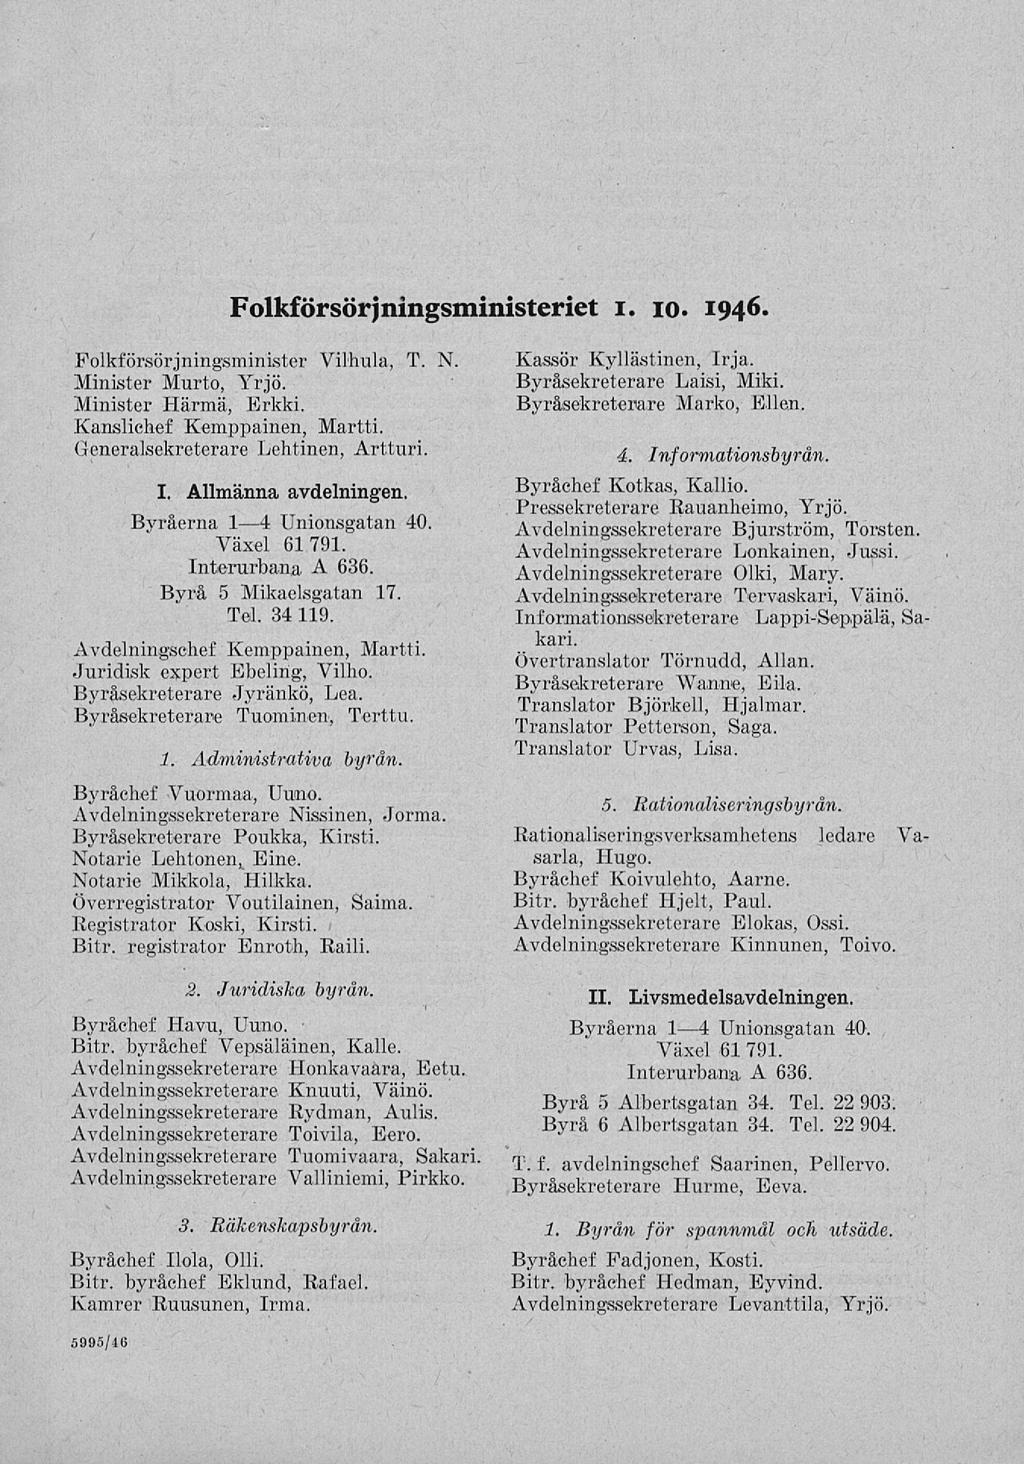 Folkförsörjningsministeriet 1. 10. 1946.
Folkförsörjningsminister Vilhula, T. N.
Minister Murto, Yrjö.
Minister Härmä, Erkki.
Kanslichef Kemppainen, Martti.
Generalsekreterare Lehtinen, Artturi.
I. Allmänna avdelningen.
Byråerna 1—4 Unionsgatan 40.
Växel 61 791.
Interurbana A 636.
Byrå 5 Mikaelsgatan 17.
Tel. 34 119.
Avdelningschef Kemppainen, Martti.
Juridisk expert Ebeling, Vilho.
Byråsekreterare Jyränkö, Lea.
Byråsekreterare Tuominen, Terttu.
1. Administrativa byrån.
Byråchef Vuormaa, Uuno.
Avdelningssekreterare Nissinen, Jorma.
Byråsekreterare Poukka, Kirsti.
Notarie Lehtonen, Eine.
Notarie Mikkola, Hilkka.
Överregistrator Voutilainen, Saima.
Registrator Koski, Kirsti.
Bitr. registrator Enroth, Raili.
2. Juridiska byrån.
Byråchef Havu, Uuno.
Bitr. byråchef Vepsäläinen, Kalle.
Avdelningssekreterare Honkavaara, Eetu.
Avdelningssekreterare Knuuti, Väinö.
Avdelningssekreterare Rydman, Aulis.
Avdelningssekreterare Toivila, Eero.
Avdelningssekreterare Tuomivaara, Sakari.
Avdelningssekreterare Valliniemi, Pirkko.
3. Räkenskapsbyrån.
Byråchef Ilola, Olli.
Bitr. byråchef Eklund, Rafael.
Kamrer Ruusunen, Irma.
5995/46
Kassör Kyllästinen, Irja.
Byråsekreterare Laisi, Miki.
Byråsekreterare Marko, Ellen.
4. Informationsbyrån.
Byråchef Kotkas, Kallio.
Pressekreterare Rauanheimo, Yrjö.
Avdelningssekreterare Bjurström, Torsten.
Avdelningssekreterare Lonkainen, Jussi.
Avdelningssekreterare Olki, Mary.
Avdelningssekreterare Tervaskari, Väinö.
Informationssekreterare Lappi-Seppälä, Sa-
kari.
Övertranslator Törnudd, Allan.
Byråsekreterare Wanne, Eila.
Translator Björkell, Hjalmar.
Translator Petterson, Saga.
Translator Urvas, Lisa.
5. Rationaliseringsbyrån.
Rationaliseringsverksamhetens ledare Va-
sarla, Hugo.
Byråchef Koivulehto, Aarne.
Bitr. byråchef Hjelt, Paul.
Avdelningssekreterare Elokas, Ossi.
Avdelningssekreterare Kinnunen, Toivo.
II. Livsmedelsavdelningen.
Byråerna 1—4 Unionsgatan 40.
Växel 61 791.
Interurbana A 636.
Byrå 5 Albertsgatan 34. Tel. 22 903.
Byrå 6 Albertsgatan 34. Tel. 22 904.
T. f. avdelningschef Saarinen, Pellervo.
Byråsekreterare Hurme, Eeva.
1. Byrån för spannmål och utsäde.
Byråchef Fadjonen, Kosti.
Bitr. byråchef Hedman, Eyvind.
Avdelningssekreterare Levanttila, Yrjö.